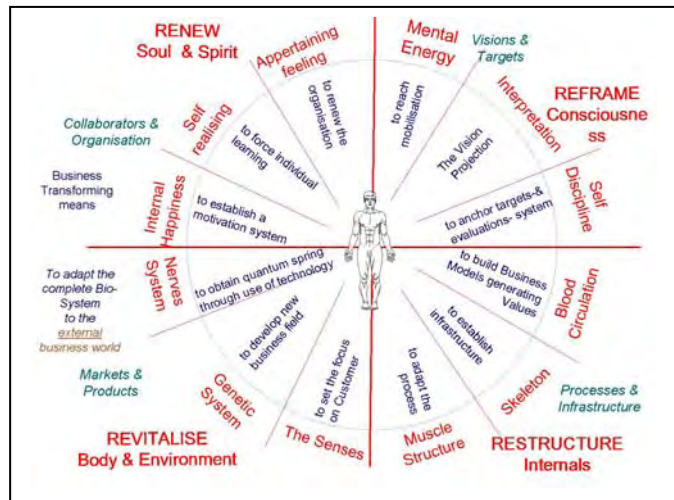 RENEW
Soul & Spirit
Appertaining
feeling
to renew the
organisation
Mental
Energy
to reach
mobilisation
Visions &
Targets
Interpretation
The Vision
Projection
REFRAME
Consciousne
ss
Self
Discipline
to anchor targets-&
evaluations- system
Self
realising
to force individual
learning
Collaborators &
Organisation
Business
Transforming
means
Internal
Happiness
to establish a
motivation system
Nerves
System
to obtain quantum spring
through use of technology
To adapt the
complete Bio-
System
to the
external
business world
Markets &
Products
Genetic
System
to develop new
business field
REVITALISE
Body & Environment
The Senses
to set the focus
on Customer
Muscle
Structure
to adapt the
process
Skeleton
to establish
infrastructure
Blood
Circulation
to build Business
Models generating
Values
Processes &
Infrastructure
RESTRUCTURE
Internals